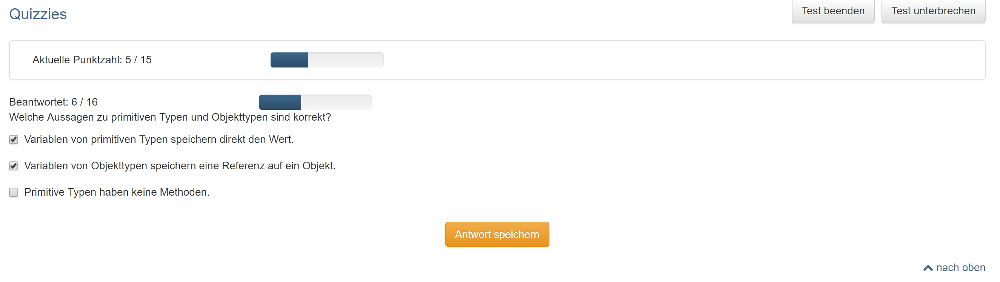 Quizzies
Test beenden
Test unterbrechen
Aktuelle Punktzahl: 5 / 15
Beantwortet: 6 / 16
Welche Aussagen zu primitiven Typen und Objekttypen sind korrekt?
Variablen von primitiven Typen speichern direkt den Wert.
Variablen von Objekttypen speichern eine Referenz auf ein Objekt.
Primitive Typen haben keine Methoden.
Antwort speichern
nach oben